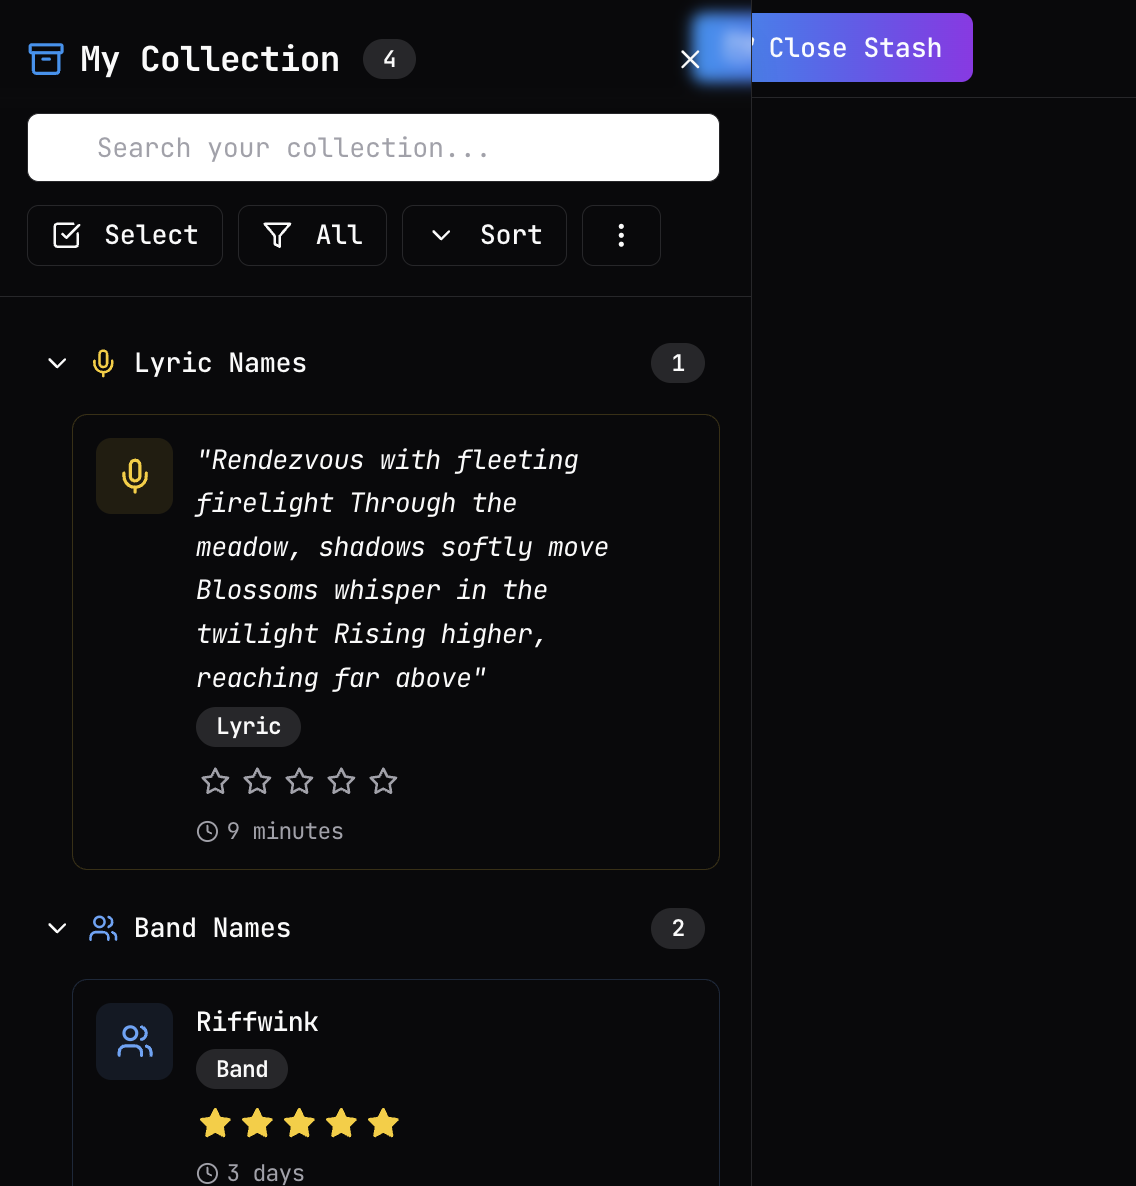 My Collection 4
Close Stash
Search your collection...
Select All Sort
Lyric Names 1
"Rendezvous with fleeting
firelight Through the
meadow, shadows softly move
Blossoms whisper in the
twilight Rising higher,
reaching far above"
Lyric
9 minutes
Band Names 2
Riffwink
Band
3 days